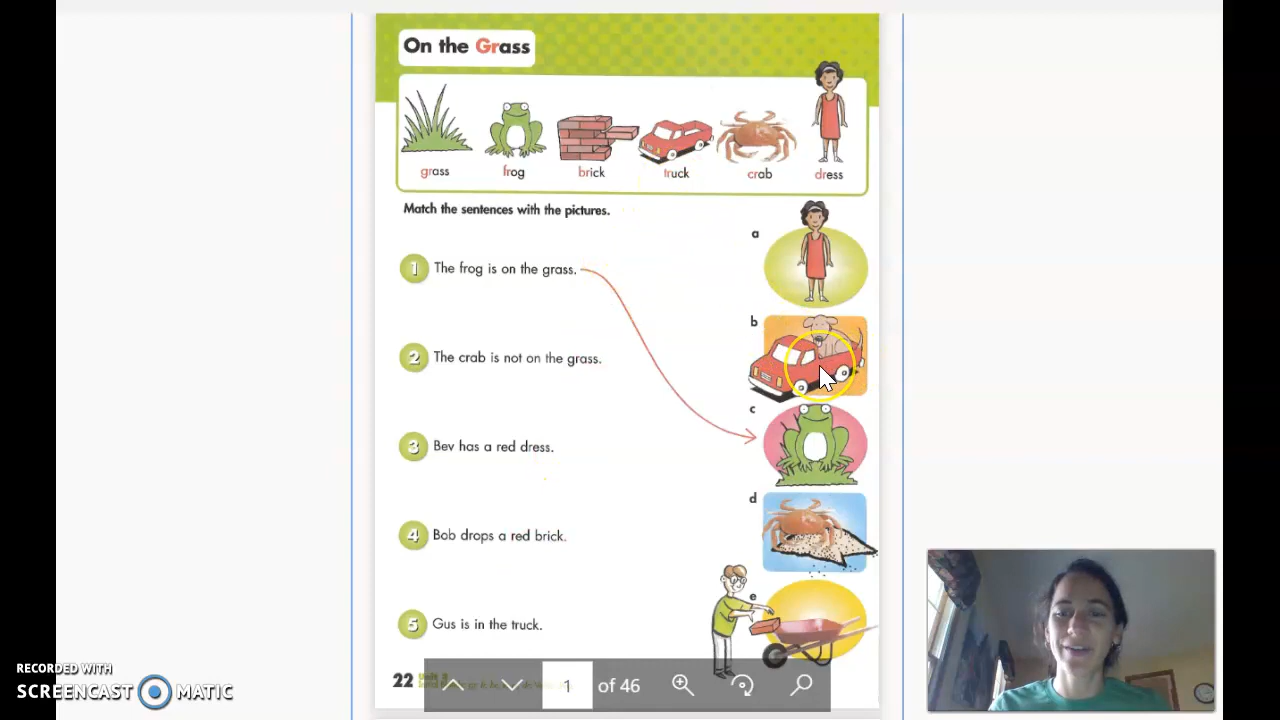 On the Grass
grass frog brick truck crab dress
Match the sentences with the pictures.
a
1 The frog is on the grass.
b
2 The crab is not on the grass.
c
3 Bev has a red dress.
d
4 Bob drops a red brick.
e
5 Gus is in the truck.
22
1 of 46
RECORDED WITH
SCREENCAST MATIC